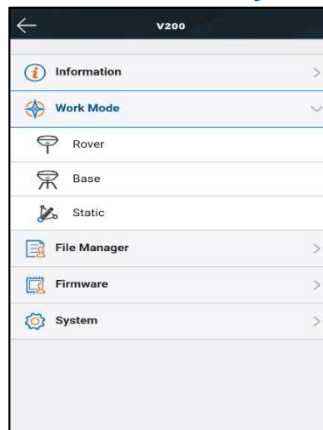 V200
Information
Work Mode
Rover
Base
Static
File Manager
Firmware
System